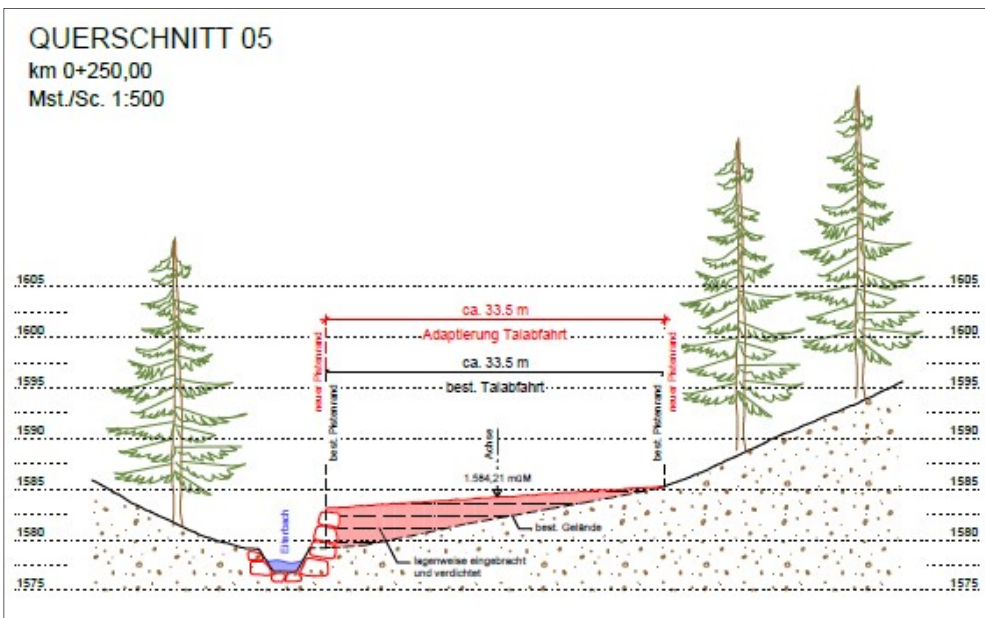 QUERSCHNITT 05
km 0+250,00
Mst./Sc. 1:500
1605
1605
ca. 33.5 m
1600
Adaptierung Talabfahrt
1600
ca. 33.5 m
neuer Pistenrand
neuer Pistenrand
1595
best. Talabfahrt
1595
best. Pistenrand
best. Pistenrand
1590
Achse
1590
1.584,21 müM
1585
1585
Eiterbach
best. Gelände
1580
1580
lagenweise eingebracht
und verdichtet
1575
1575